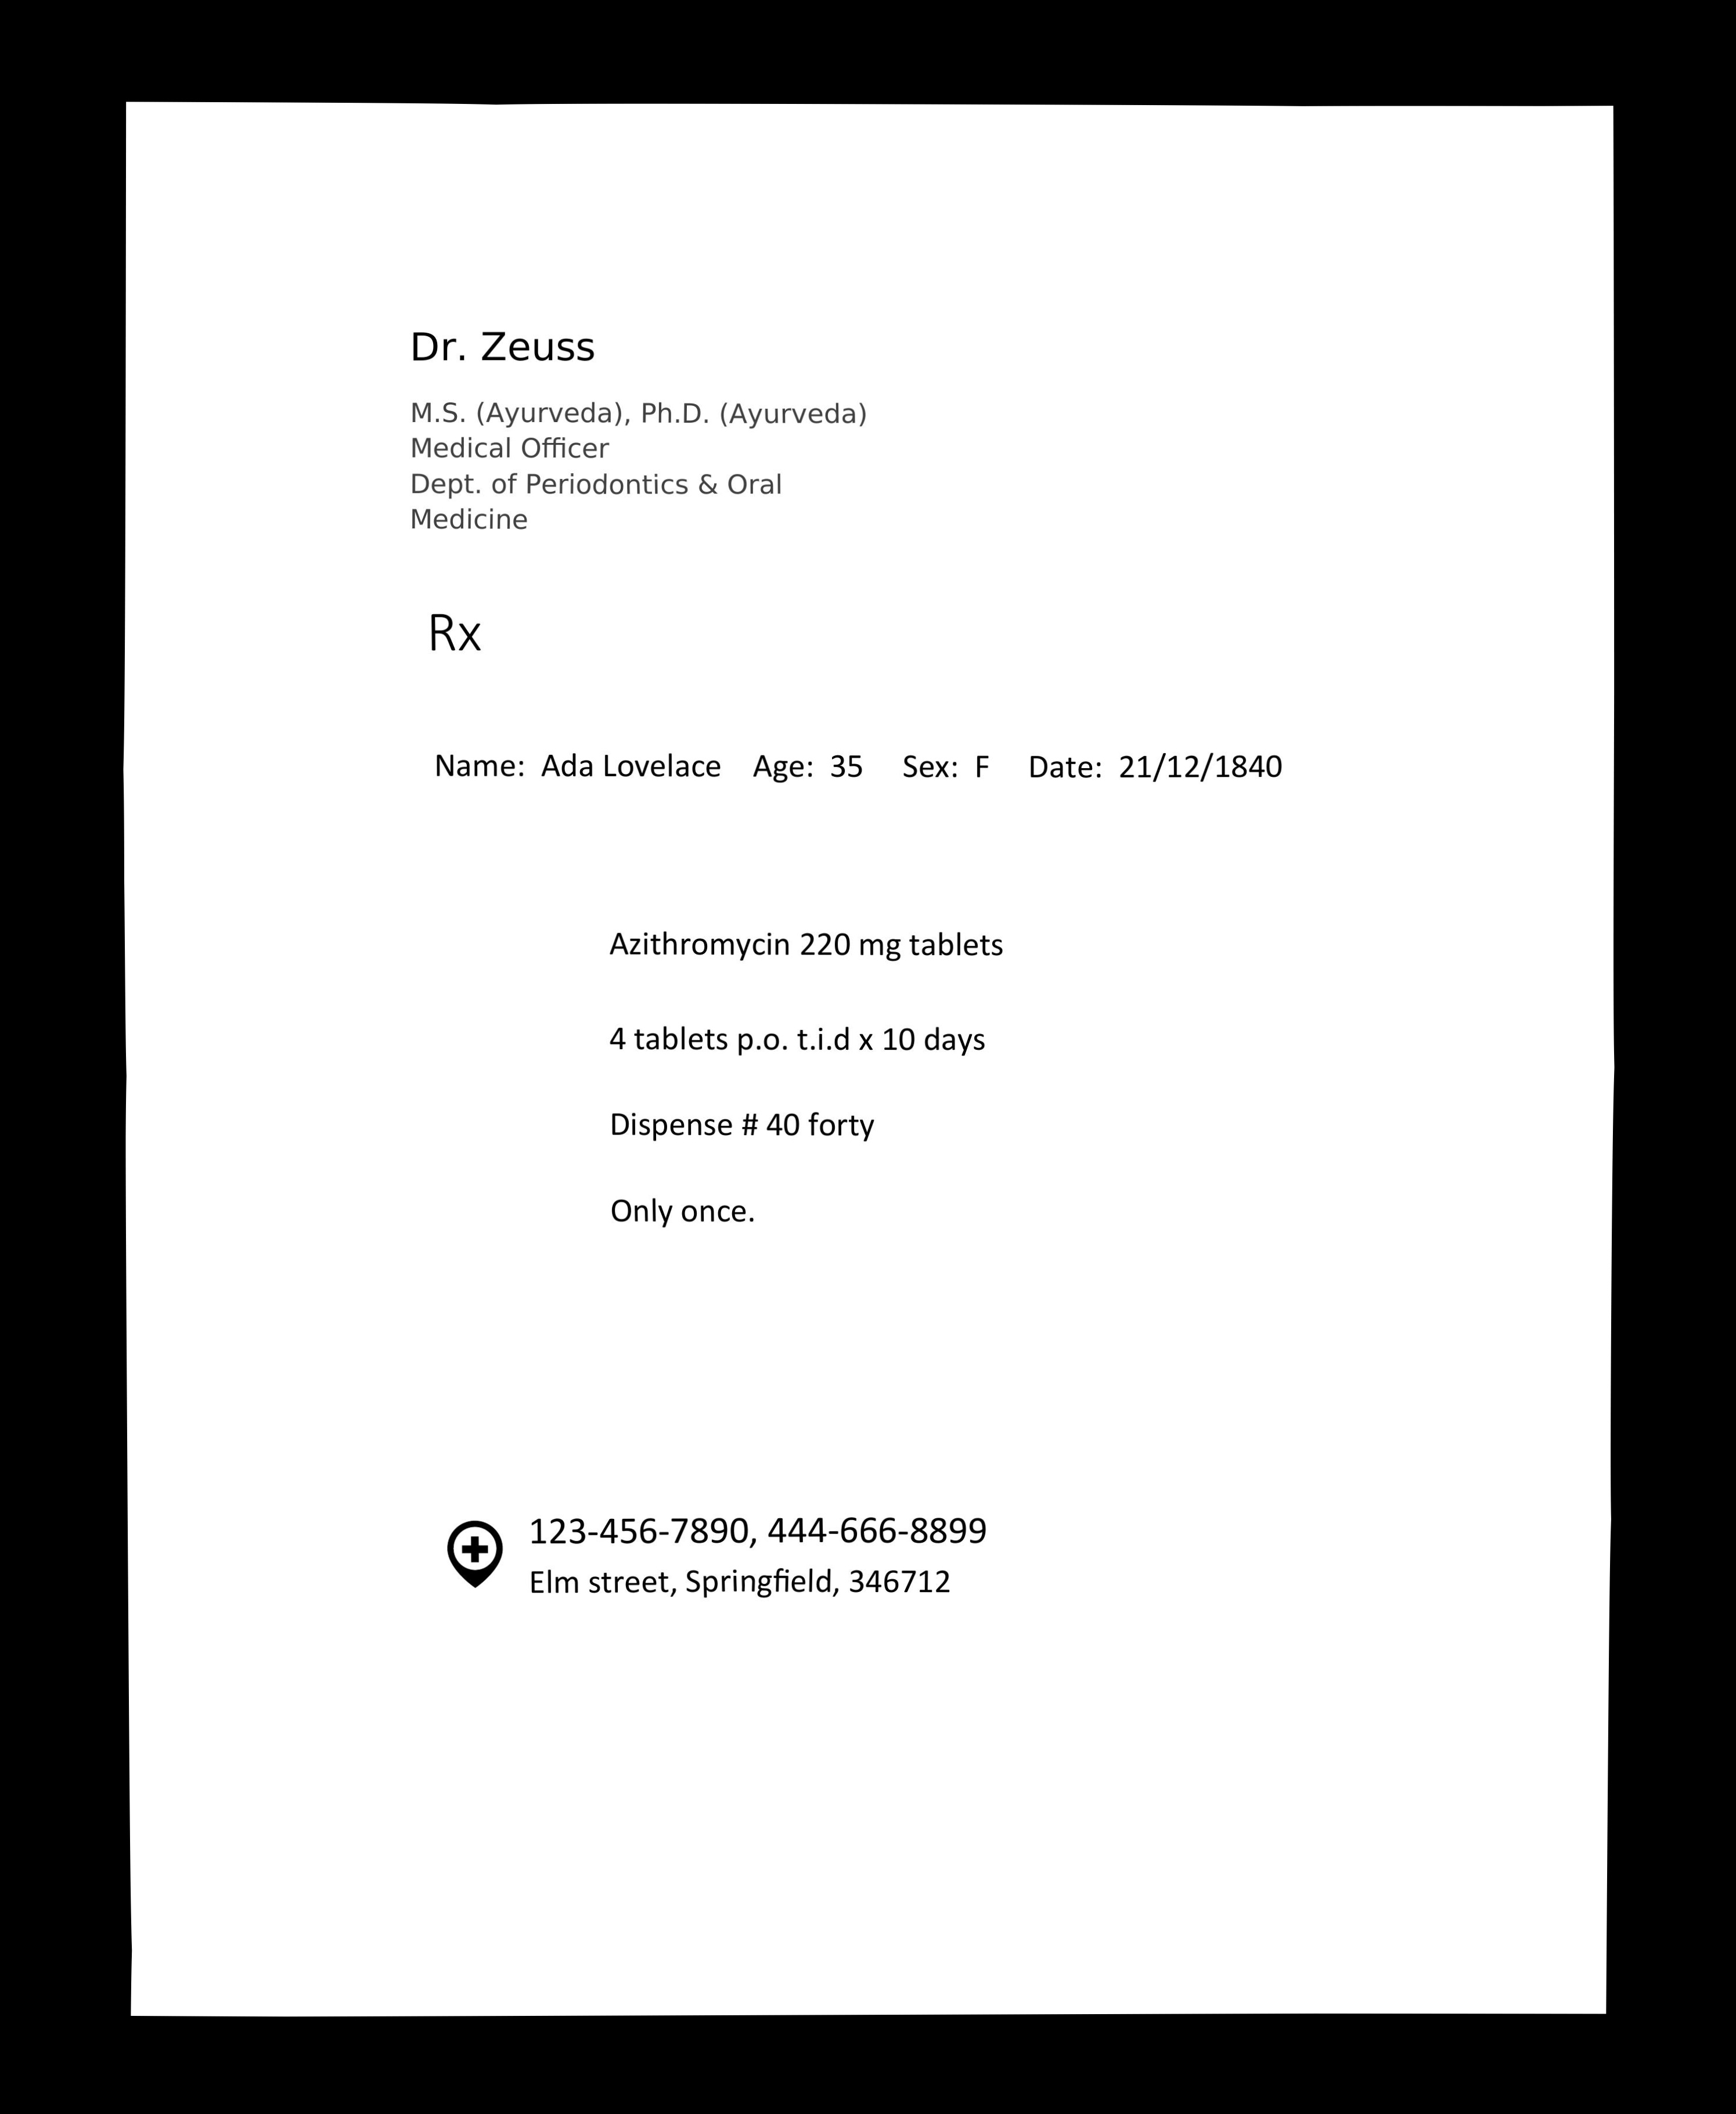 Dr. Zeuss
M.S. (Ayurveda), Ph.D. (Ayurveda)
Medical Officer
Dept. of Periodontics & Oral
Medicine
Rx
Name: Ada Lovelace Age: 35 Sex: F Date: 21/12/1840
Azithromycin 220 mg tablets
4 tablets p.o. t.i.d x 10 days
Dispense # 40 forty
Only once.
123-456-7890, 444-666-8899
Elm street, Springfield, 346712